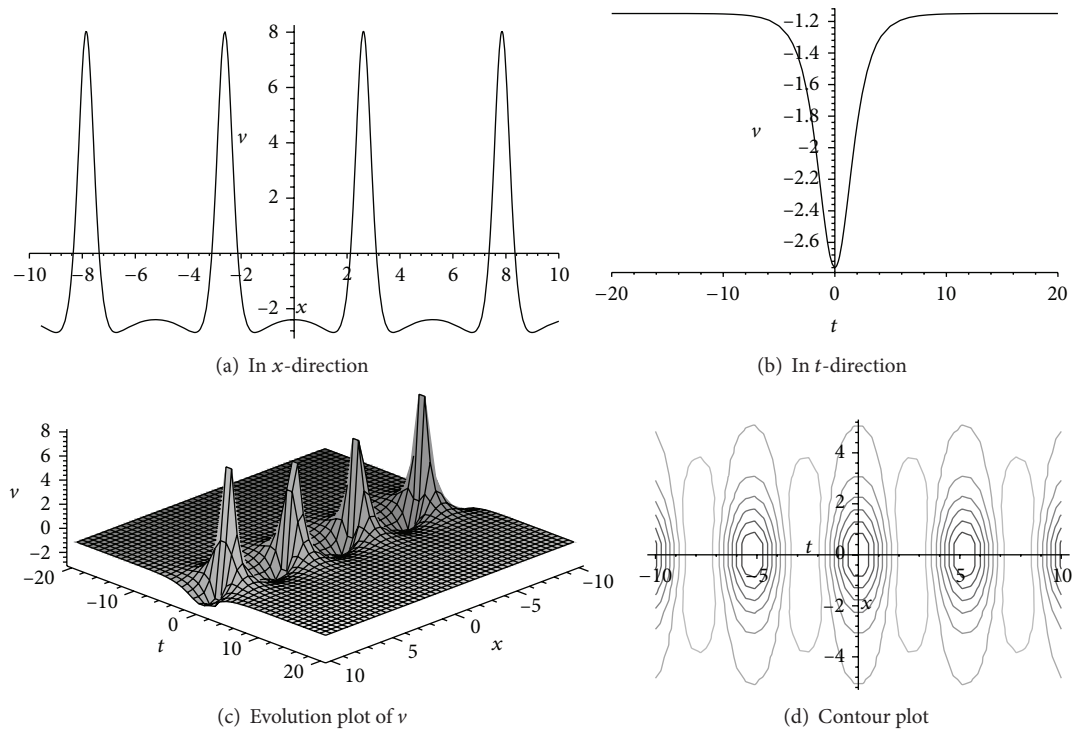 8
6
v
4
2
−10 −8 −6 −4 −2 2 4 6 8 10
−2 x
(a) In x-direction
−1.2
−1.4
−1.6
v −1.8
−2
−2.2
−2.4
−2.6
−20 −10 0 10 20
t
(b) In t-direction
8
6
v 4
2
0
−2
−20
−10
t 0
10
20
10
5
x 0
−5
−10
(c) Evolution plot of v
4
2
t 0
−10 −5 5 10
−2 x
−4
(d) Contour plot